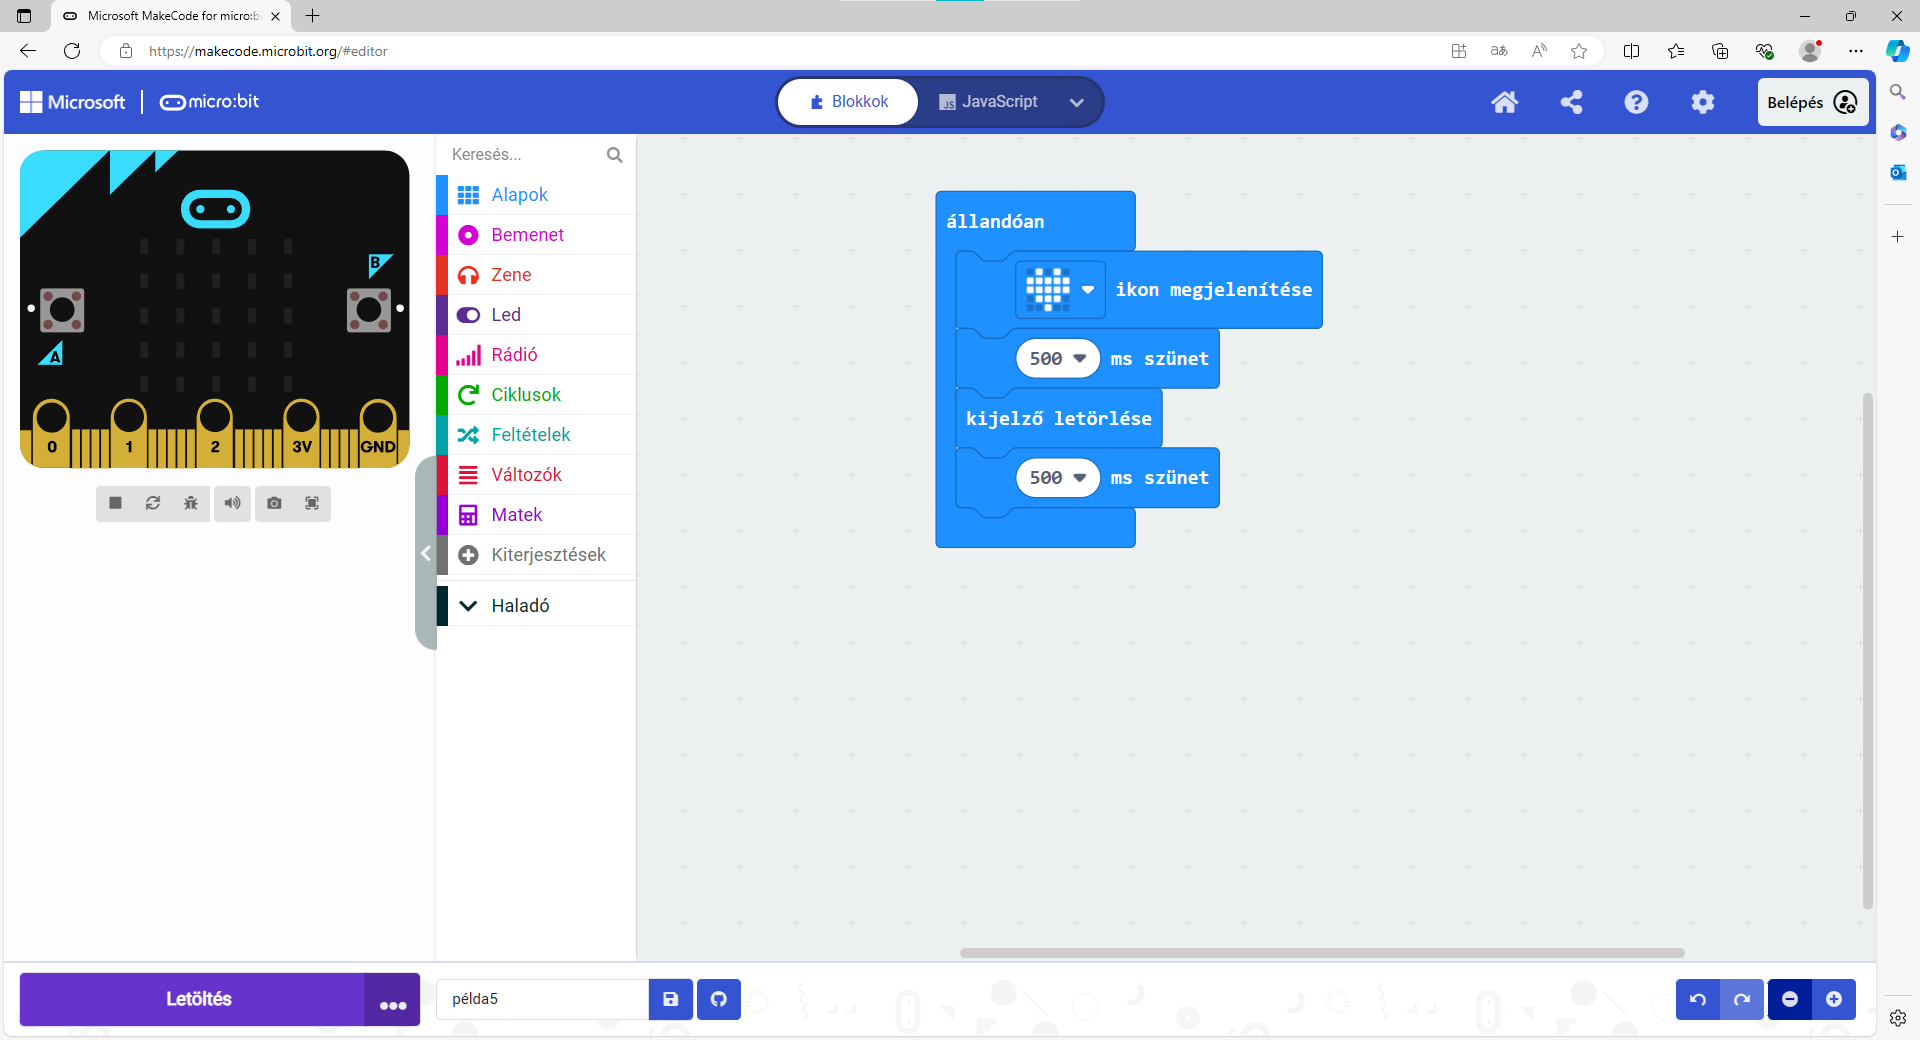 Microsoft MakeCode for micro:b
https://makecode.microbit.org/#editor
Microsoft
micro:bit
Blokkok
JavaScript
Belépés
Keresés...
Alapok
Bemenet
Zene
Led
Rádió
Ciklusok
Feltételek
Változók
Matek
Kiterjesztések
Haladó
B
A
0 1 2 3V GND
állandóan
ikon megjelenítése
500 ms szünet
kijelző letörlése
500 ms szünet
Letöltés
példa5